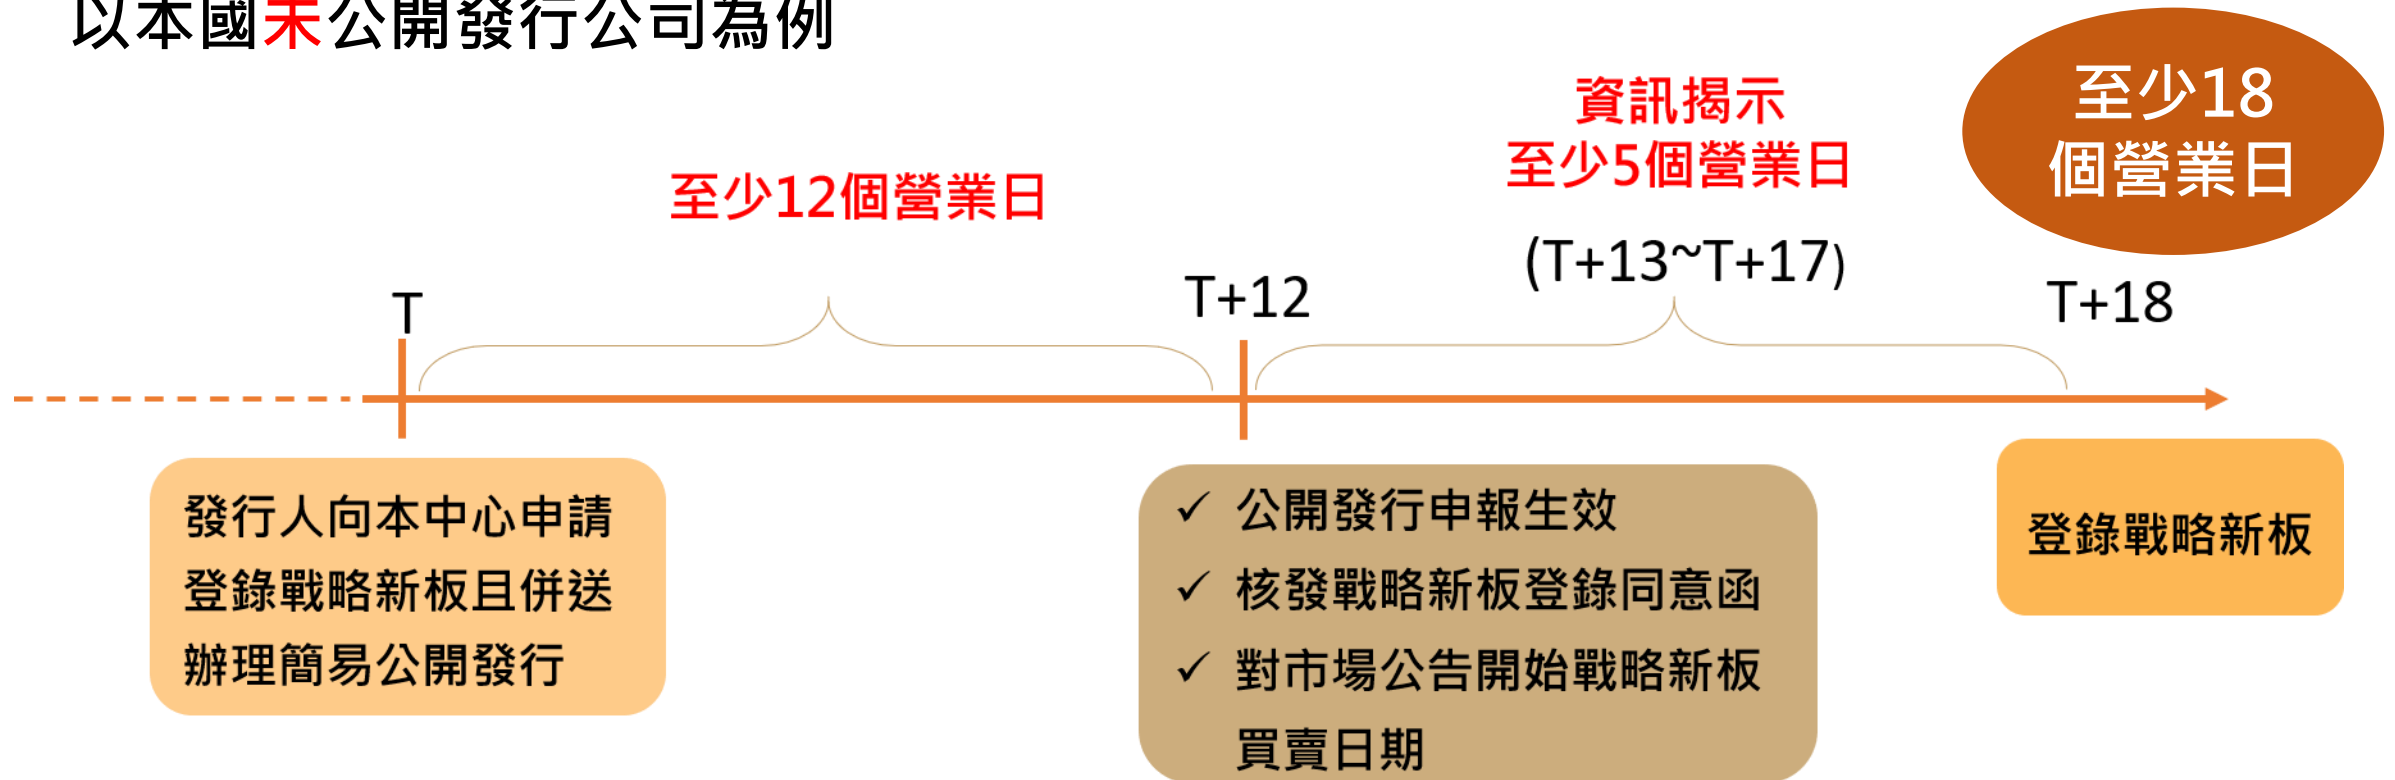 以本國未公開發行公司為例
至少18
個營業日
資訊揭示
至少5個營業日
(T+13~T+17)
至少12個營業日
T
T+12
T+18
發行人向本中心申請
登錄戰略新板且併送
辦理簡易公開發行
✓ 公開發行申報生效
✓ 核發戰略新板登錄同意函
✓ 對市場公告開始戰略新板
買賣日期
登錄戰略新板